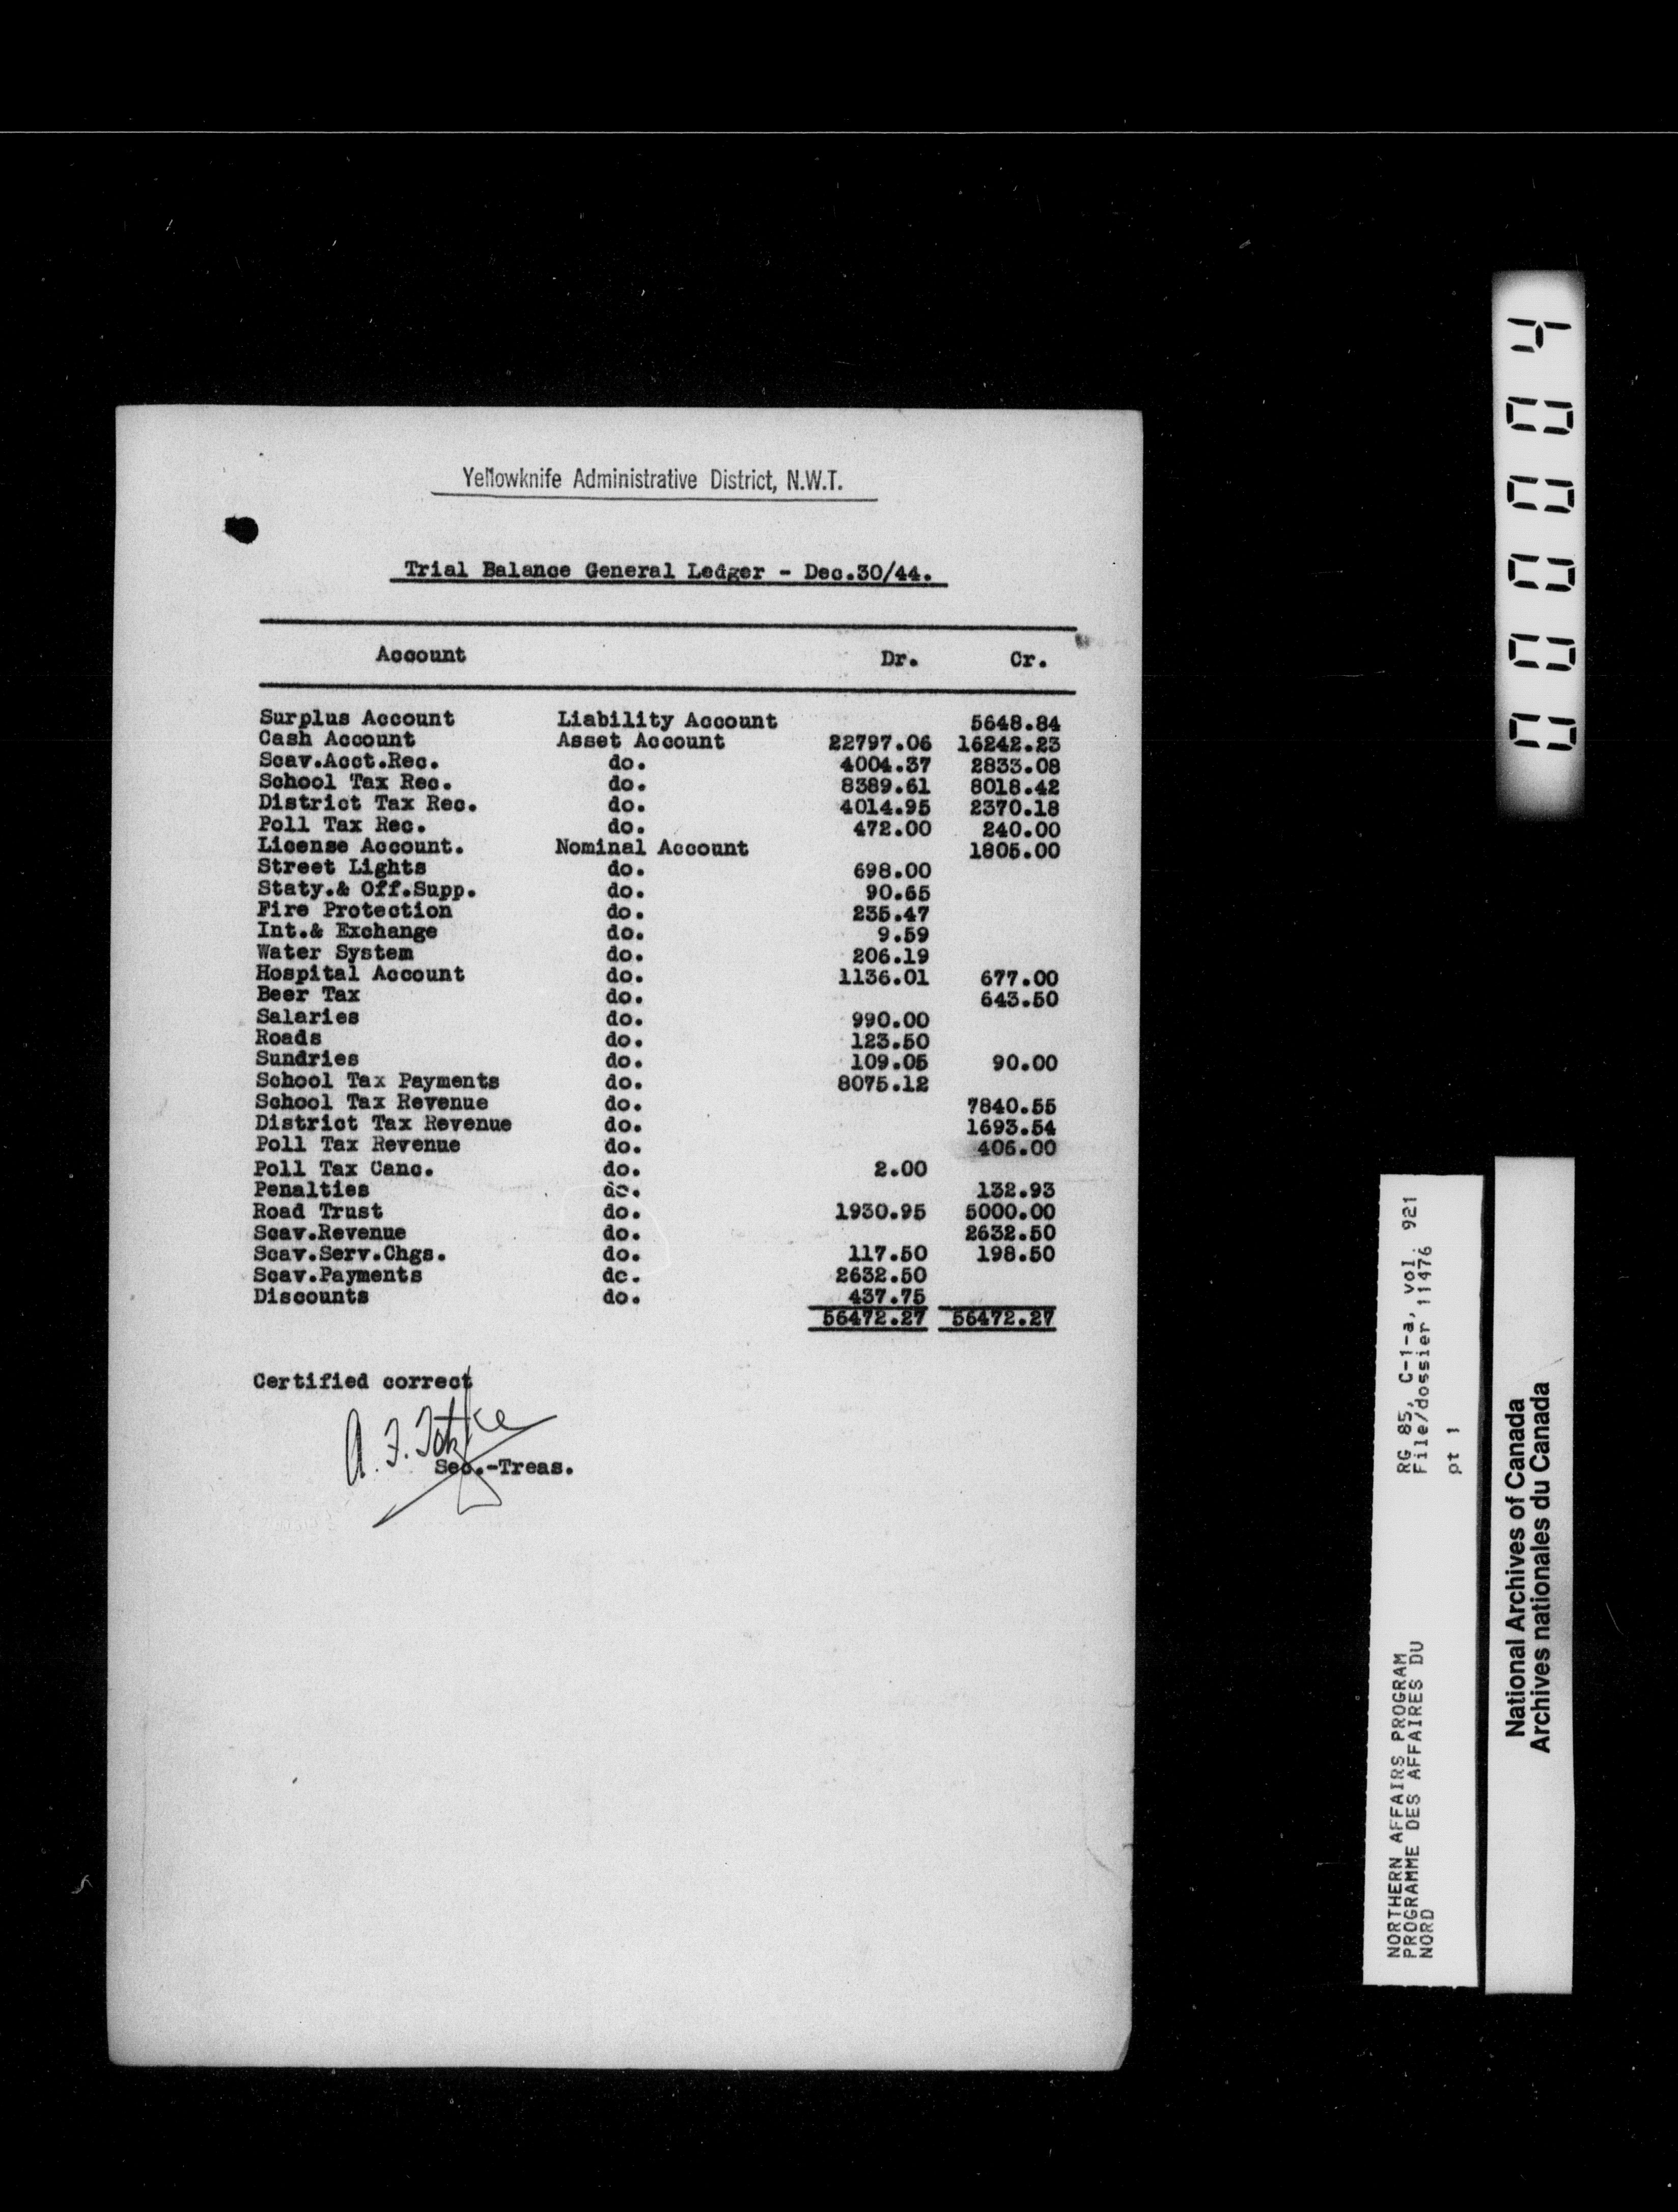 Yellowknife Administrative District, N.W.T.
Trial Balance General Ledger - Dec.30/44.
Account Dr. Cr.
Surplus Account Liability Account 5648.84
Cash Account Asset Account 22797.06 16242.23
Scav.Acct.Rec. do. 4004.37 2833.08
School Tax Rec. do. 8389.61 8018.42
District Tax Rec. do. 4014.95 2370.18
Poll Tax Rec. do. 472.00 240.00
License Account. Nominal Account 1805.00
Street Lights do. 698.00
Staty.& Off.Supp. do. 90.65
Fire Protection do. 235.47
Int.& Exchange do. 9.59
Water System do. 206.19
Hospital Account do. 1136.01 677.00
Beer Tax do. 643.50
Salaries do. 990.00
Roads do. 123.50
Sundries do. 109.05 90.00
School Tax Payments do. 8075.12
School Tax Revenue do. 7840.55
District Tax Revenue do. 1693.54
Poll Tax Revenue do. 406.00
Poll Tax Canc. do. 2.00
Penalties do. 132.93
Road Trust do. 1930.95 5000.00
Scav.Revenue do. 2632.50
Scav.Serv.Chgs. do. 117.50 198.50
Scav.Payments do. 2632.50
Discounts do. 437.75
56472.27 56472.27
Certified correct
A. F.
Sec.-Treas.
00004
RG 85, C-1-a, vol. 921
File/dossier 11476
pt 1
NORTHERN AFFAIRS PROGRAM
PROGRAMME DES AFFAIRES DU
NORD
National Archives of Canada
Archives nationales du Canada